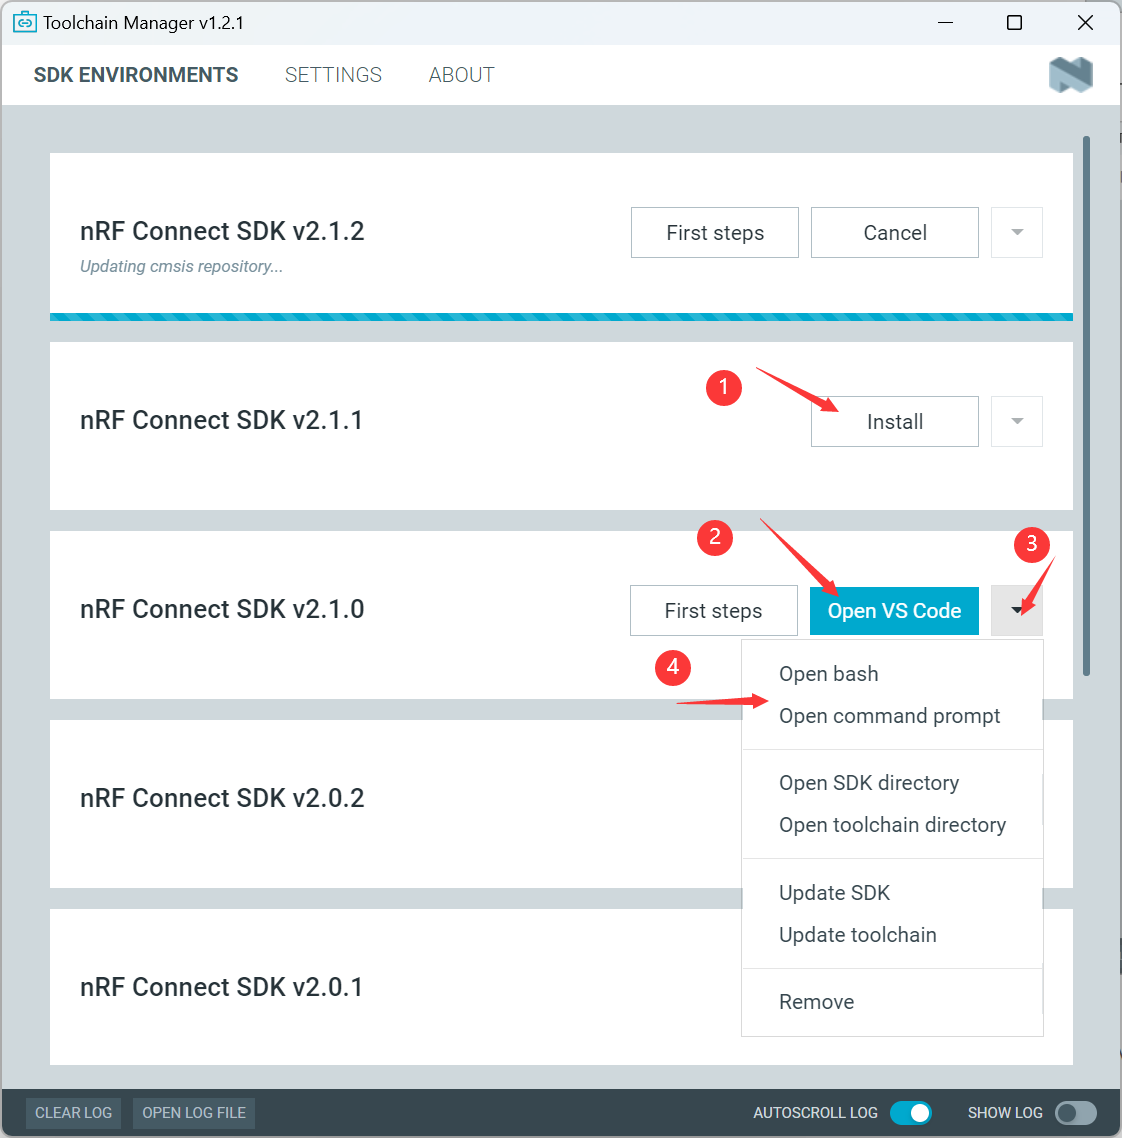 Toolchain Manager v1.2.1
SDK ENVIRONMENTS SETTINGS ABOUT
nRF Connect SDK v2.1.2
Updating cmsis repository...
First steps
Cancel
nRF Connect SDK v2.1.1
1
Install
nRF Connect SDK v2.1.0
2
3
First steps
Open VS Code
4
Open bash
Open command prompt
Open SDK directory
Open toolchain directory
Update SDK
Update toolchain
Remove
nRF Connect SDK v2.0.2
nRF Connect SDK v2.0.1
CLEAR LOG OPEN LOG FILE AUTOSCROLL LOG SHOW LOG